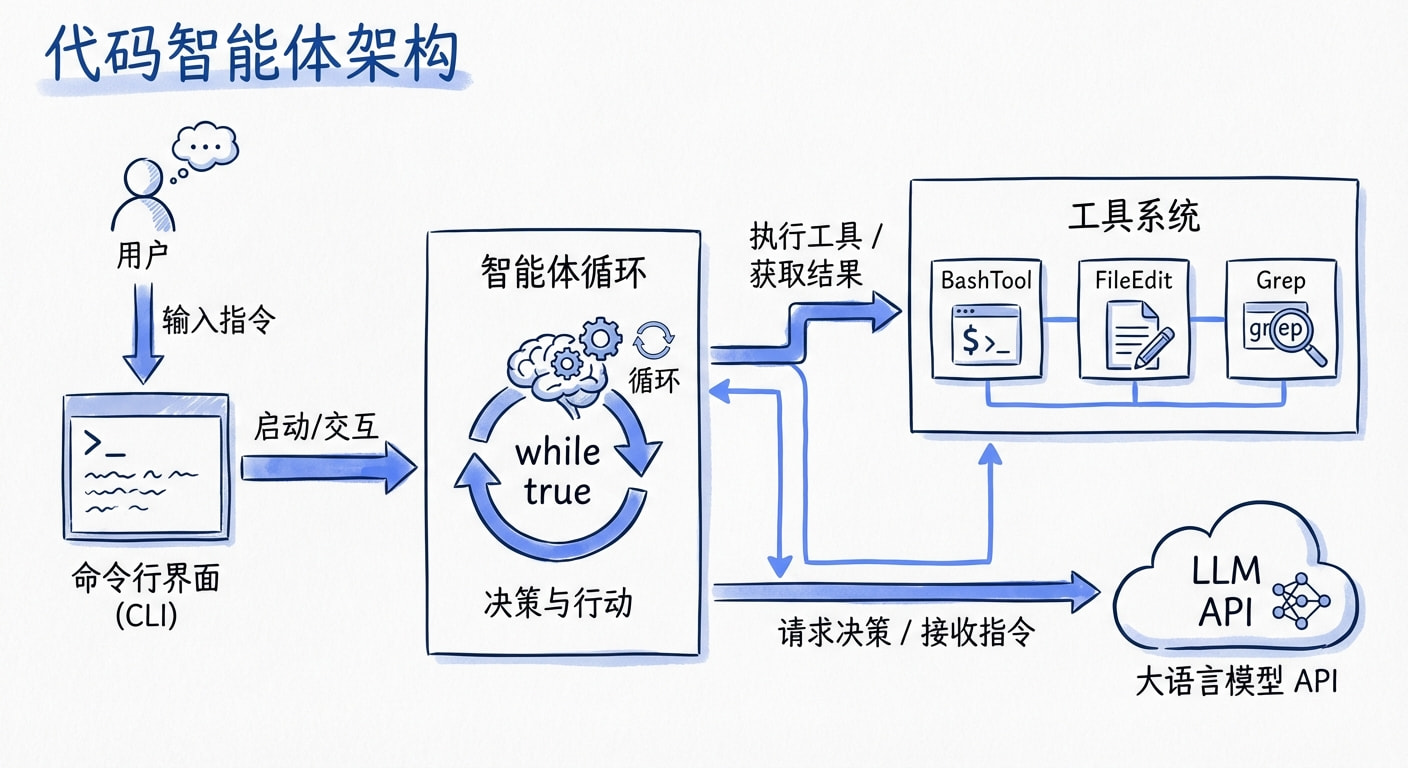 代码智能体架构
用户
输入指令
>_
命令行界面
(CLI)
启动/交互
智能体循环
循环
while
true
决策与行动
执行工具 /
获取结果
工具系统
BashTool
$>_
FileEdit
Grep
grep
请求决策 / 接收指令
LLM
API
大语言模型 API